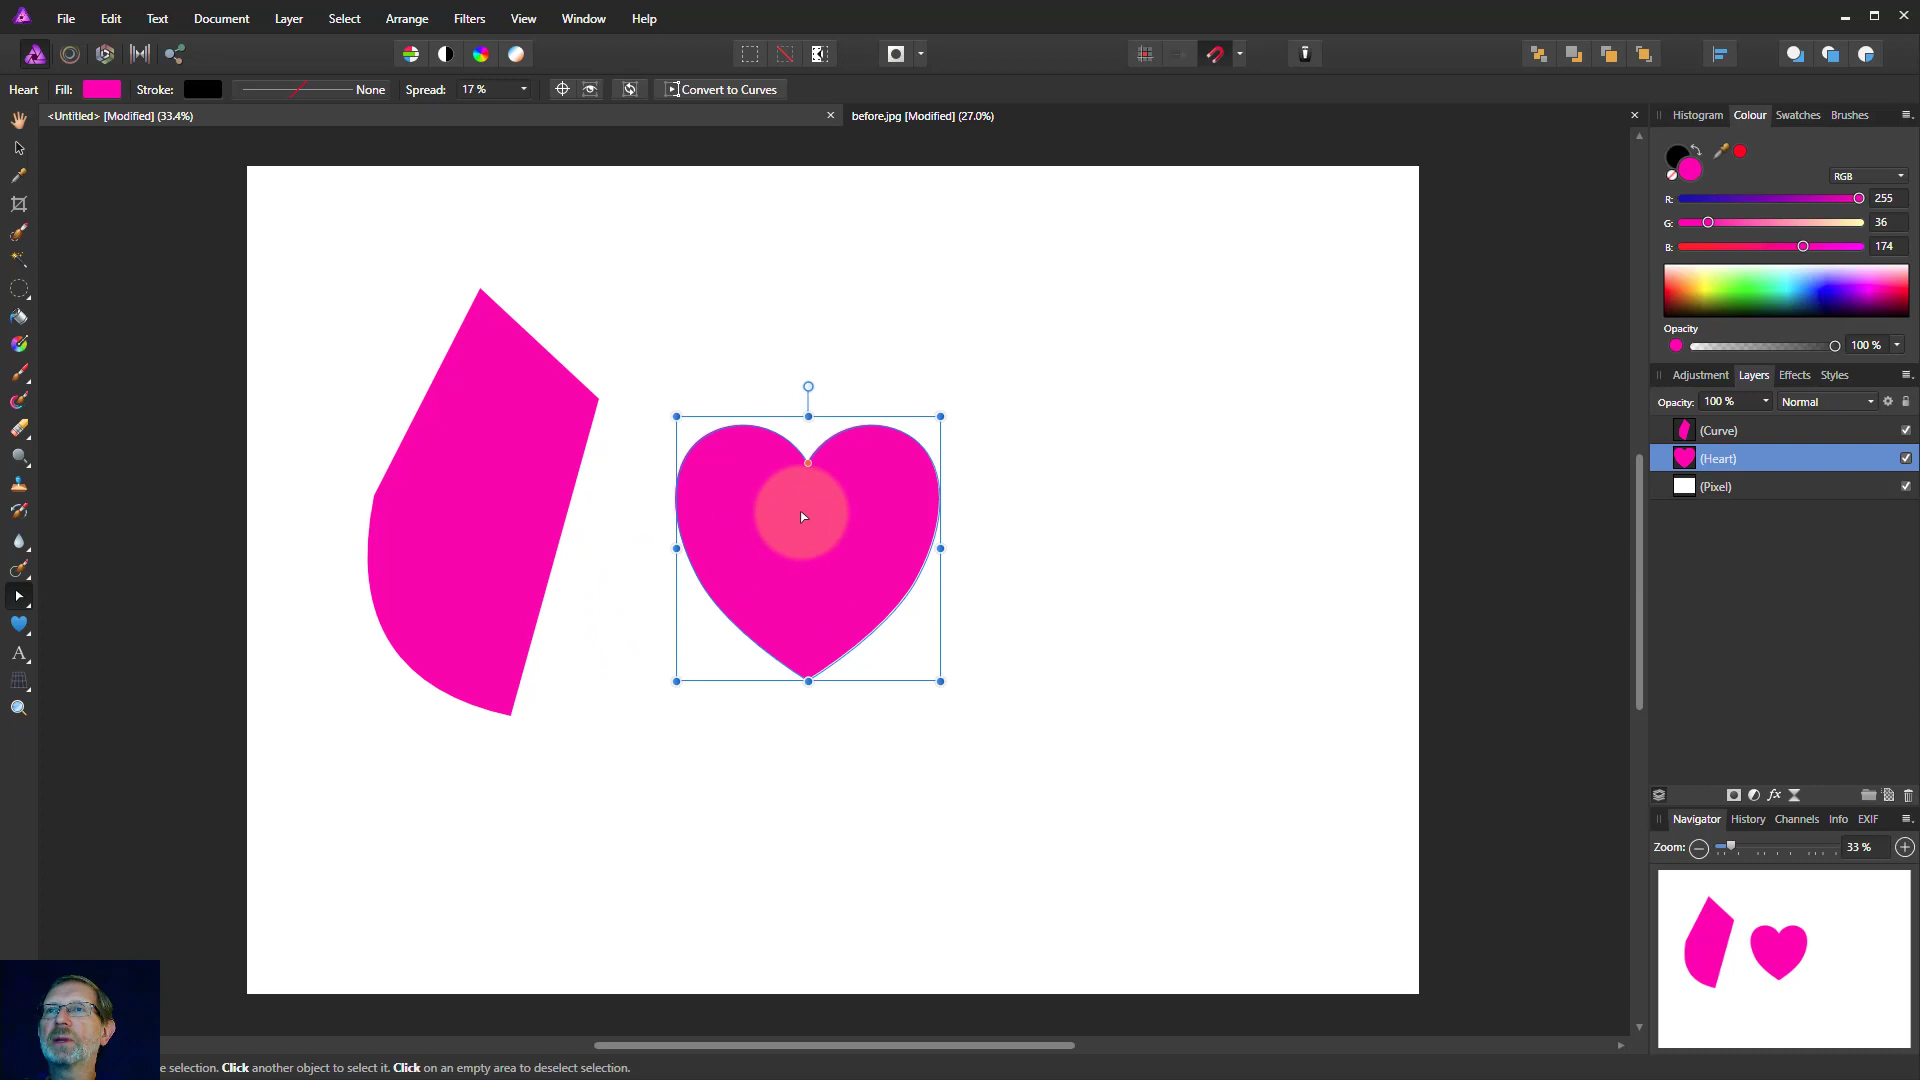 File Edit Text Document Layer Select Arrange Filters View Window Help
Heart Fill: Stroke: None Spread: 17 % Convert to Curves
<Untitled> [Modified] (33.4%)
before.jpg [Modified] (27.0%)
Histogram Colour Swatches Brushes
RGB
R: 255
G: 36
B: 174
Opacity
100 %
Adjustment Layers Effects Styles
Opacity: 100 % Normal
(Curve)
(Heart)
(Pixel)
fx
Navigator History Channels Info EXIF
Zoom: 33 %
A
e selection. Click another object to select it. Click on an empty area to deselect selection.